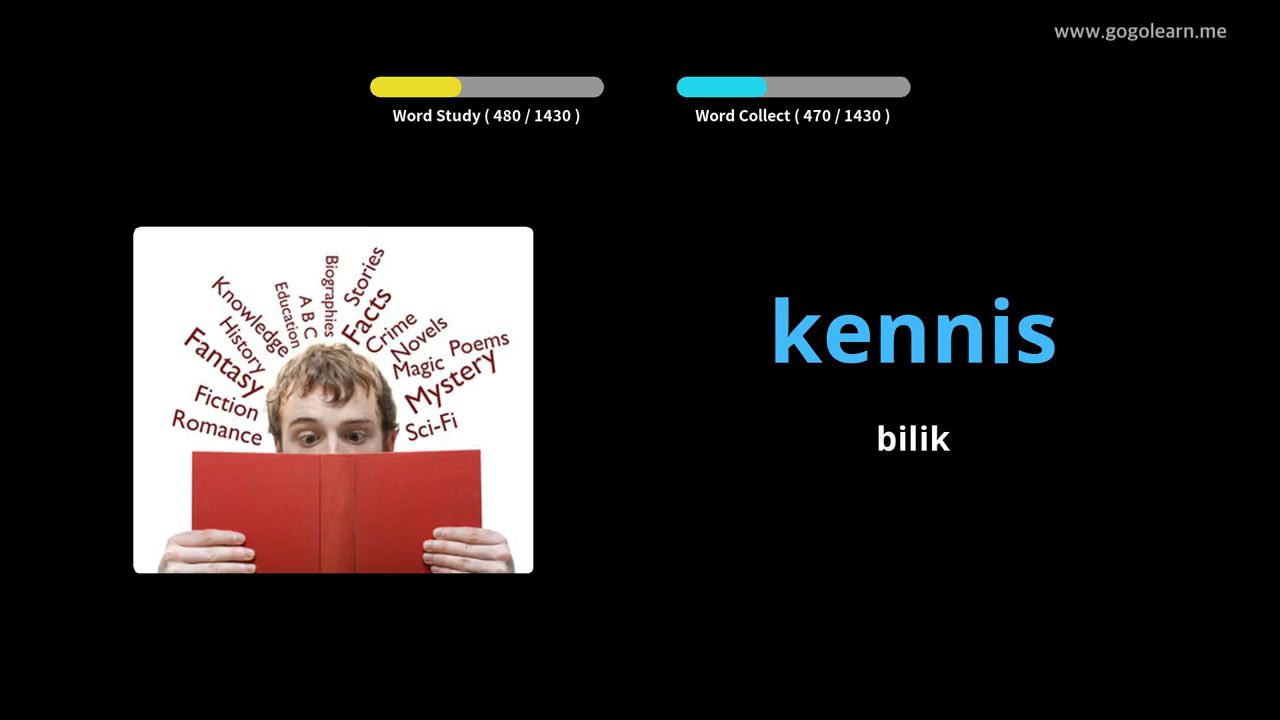 www.gogolearn.me
Word Study ( 480 / 1430 )
Word Collect ( 470 / 1430 )
kennis
bilik
Knowledge
History
Fantasy
Fiction
Romance
Education
A B C
Biographies
Stories
Facts
Crime
Novels
Magic
Poems
Mystery
Sci-Fi